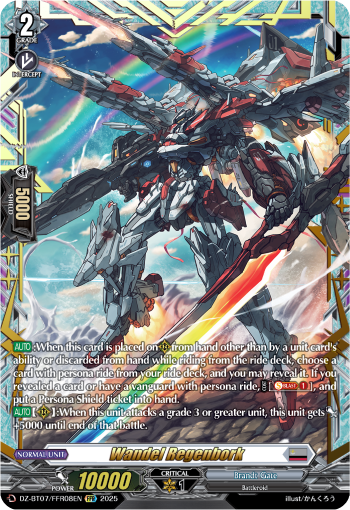 2
GRADE
INTERCEPT
5000
SHIELD
AUTO :When this card is placed on R from hand other than by a unit card's
ability or discarded from hand while riding from the ride deck, choose a
card with persona ride from your ride deck, and you may reveal it. If you
revealed a card or have a vanguard with persona ride, [S BLAST 1], and
put a Persona Shield ticket into hand.
AUTO [R]:When this unit attacks a grade 3 or greater unit, this unit gets
+5000 until end of that battle.
NORMAL UNIT
Wandel Regenbork
POWER 10000 CRITICAL 1
Brandt Gate
Battleroid
D DZ-BT07/FFR08EN FFR 2025
illust/かんくろう